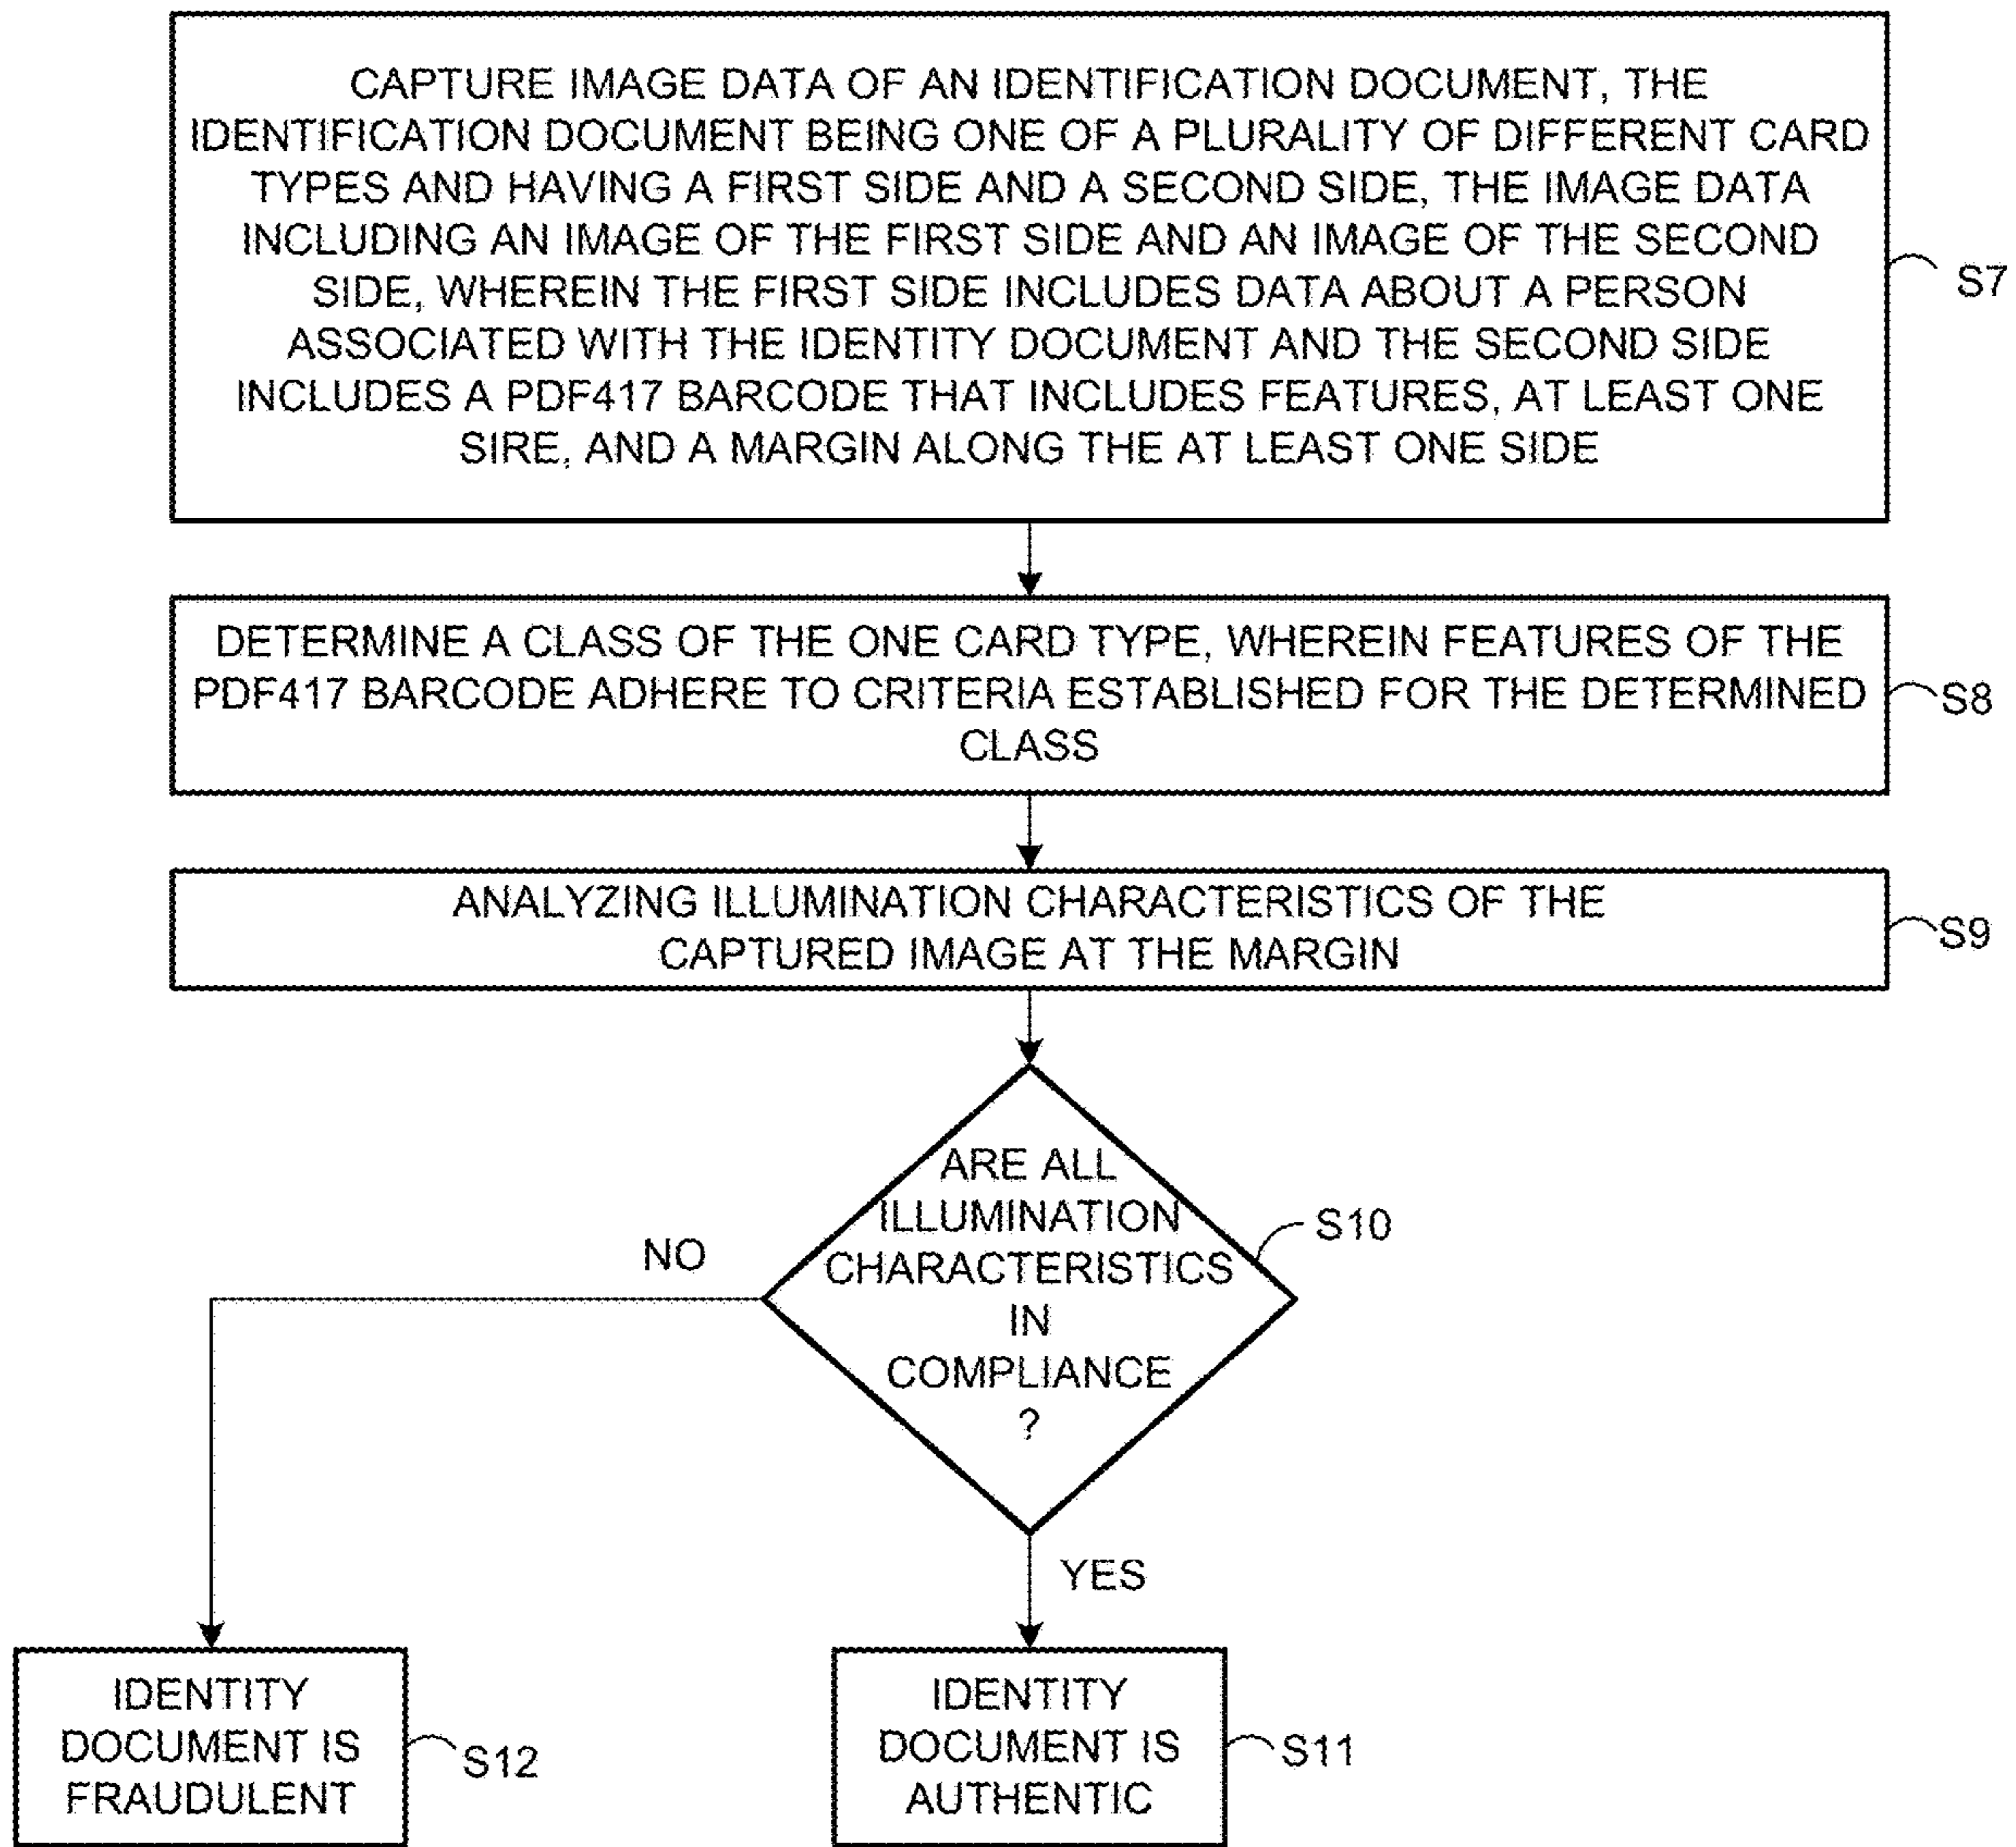 CAPTURE IMAGE DATA OF AN IDENTIFICATION DOCUMENT, THE
IDENTIFICATION DOCUMENT BEING ONE OF A PLURALITY OF DIFFERENT CARD
TYPES AND HAVING A FIRST SIDE AND A SECOND SIDE, THE IMAGE DATA
INCLUDING AN IMAGE OF THE FIRST SIDE AND AN IMAGE OF THE SECOND
SIDE, WHEREIN THE FIRST SIDE INCLUDES DATA ABOUT A PERSON
ASSOCIATED WITH THE IDENTITY DOCUMENT AND THE SECOND SIDE
INCLUDES A PDF417 BARCODE THAT INCLUDES FEATURES, AT LEAST ONE
SIRE, AND A MARGIN ALONG THE AT LEAST ONE SIDE
S7
DETERMINE A CLASS OF THE ONE CARD TYPE, WHEREIN FEATURES OF THE
PDF417 BARCODE ADHERE TO CRITERIA ESTABLISHED FOR THE DETERMINED
CLASS
S8
ANALYZING ILLUMINATION CHARACTERISTICS OF THE
CAPTURED IMAGE AT THE MARGIN
S9
ARE ALL
ILLUMINATION
CHARACTERISTICS
IN
COMPLIANCE
?
S10
NO
YES
IDENTITY
DOCUMENT IS
FRAUDULENT
S12
IDENTITY
DOCUMENT IS
AUTHENTIC
S11